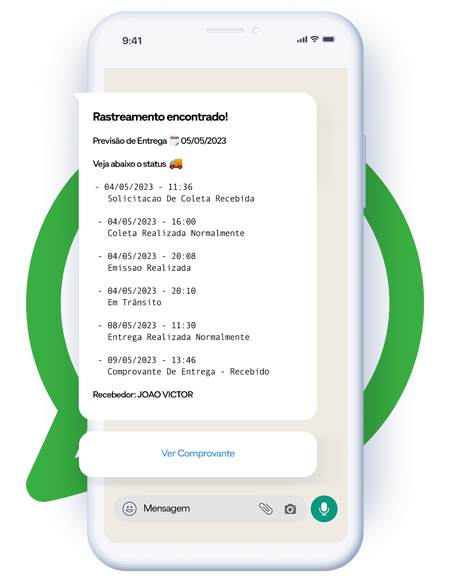 9:41
Rastreamento encontrado!
Previsão de Entrega 🗓️ 05/05/2023
Veja abaixo o status 🚚
- 04/05/2023 - 11:36
Solicitacao De Coleta Recebida
- 04/05/2023 - 16:00
Coleta Realizada Normalmente
- 04/05/2023 - 20:08
Emissao Realizada
- 04/05/2023 - 20:10
Em Trânsito
- 08/05/2023 - 11:30
Entrega Realizada Normalmente
- 09/05/2023 - 13:46
Comprovante De Entrega - Recebido
Recebedor: JOAO VICTOR
Ver Comprovante
Mensagem